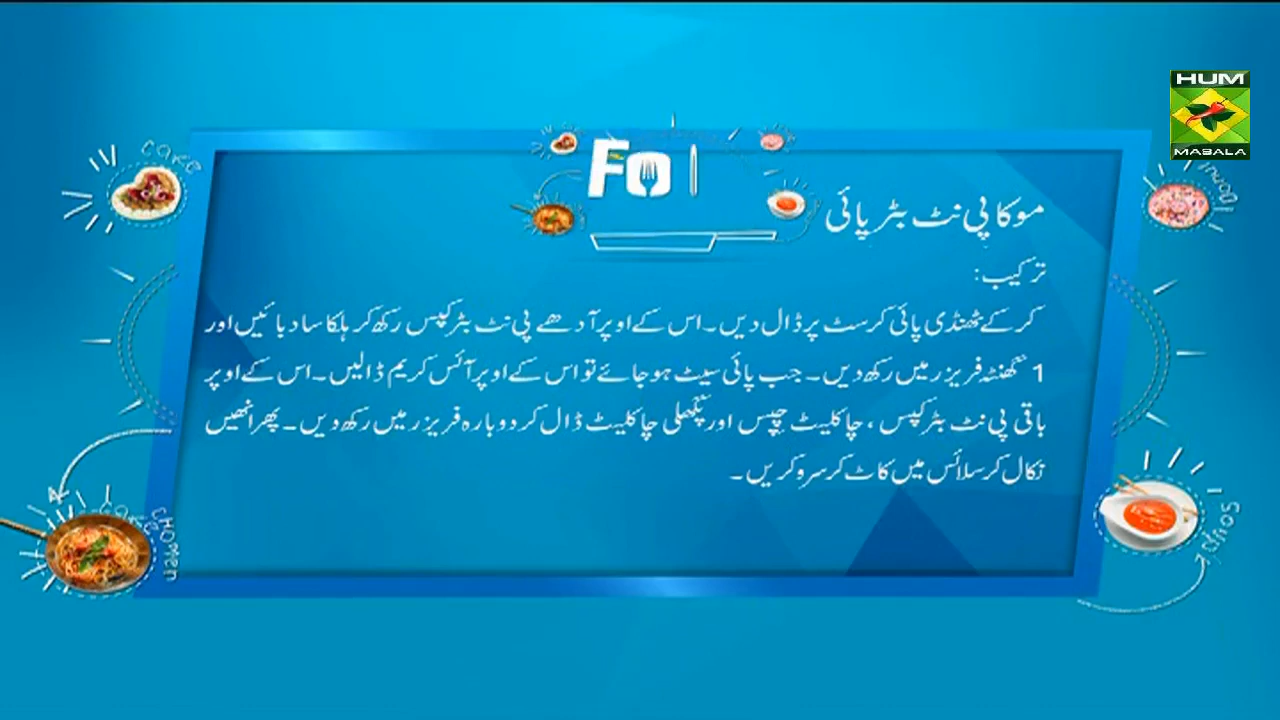 HUM
MASALA
CAKE
Donut
FO
موکا پی نٹ بٹر پائی
ترکیب:
کر کے ٹھنڈی پائی کرسٹ پر ڈال دیں۔ اس کے اوپر آدھے پی نٹ بٹر کپس رکھ کر ہلکا سا دبائیں اور
1 گھنٹہ فریزر میں رکھ دیں۔ جب پائی سیٹ ہو جائے تو اس کے اوپر آئس کریم ڈالیں۔ اس کے اوپر
باقی پی نٹ بٹر کپس ، چاکلیٹ چپس اور پگھلی چاکلیٹ ڈال کر دوبارہ فریزر میں رکھ دیں۔ پھر انھیں
نکال کر سلائس میں کاٹ کر سرو کریں۔
CAKE
CHOMEN